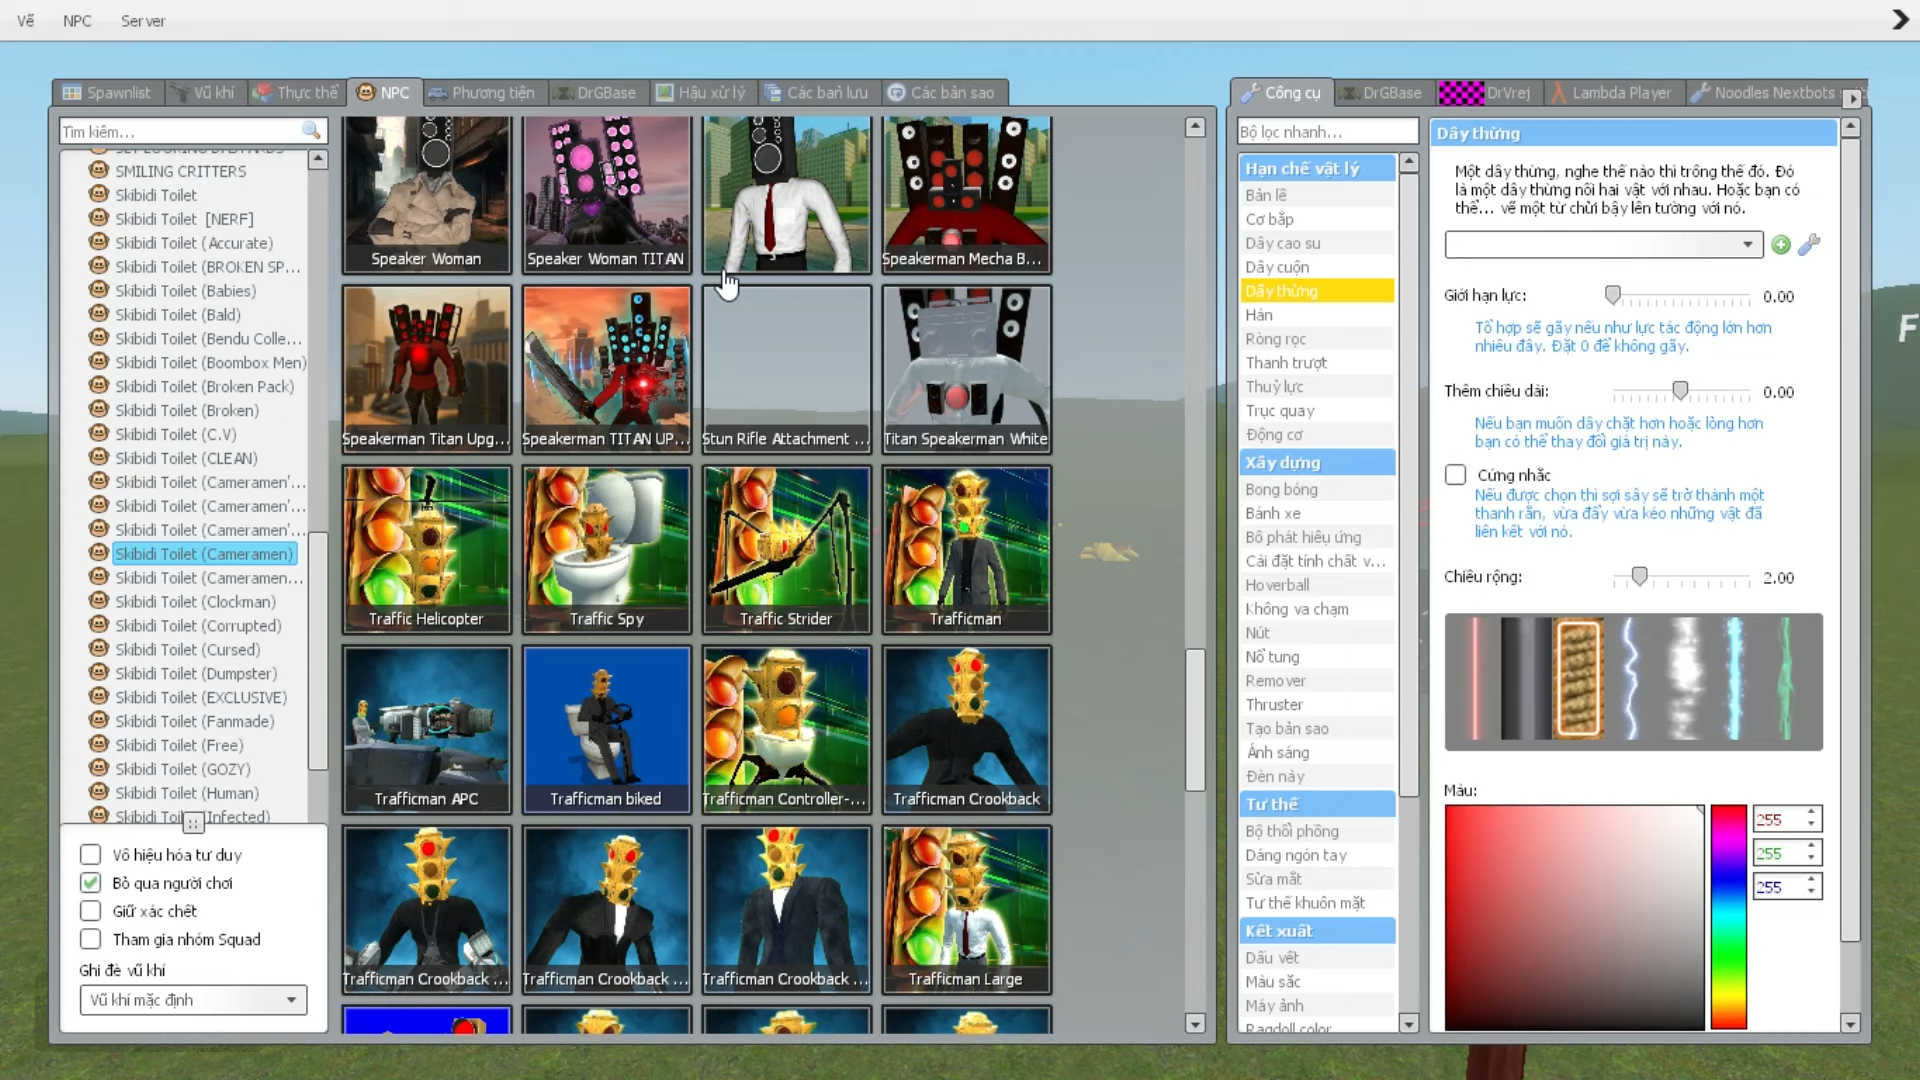 Vẽ NPC Server
Spawnlist Vũ khí Thực thể NPC Phương tiện DrGBase Hậu xử lý Các bản lưu Các bản sao
Tìm kiếm...
SMILING CRITTERS
Skibidi Toilet
Skibidi Toilet [NERF]
Skibidi Toilet (Accurate)
Skibidi Toilet (BROKEN SP...
Skibidi Toilet (Babies)
Skibidi Toilet (Bald)
Skibidi Toilet (Bendu Colle...
Skibidi Toilet (Boombox Men)
Skibidi Toilet (Broken Pack)
Skibidi Toilet (Broken)
Skibidi Toilet (C.V)
Skibidi Toilet (CLEAN)
Skibidi Toilet (Cameramen'...
Skibidi Toilet (Cameramen'...
Skibidi Toilet (Cameramen'...
Skibidi Toilet (Cameramen)
Skibidi Toilet (Cameramen...
Skibidi Toilet (Clockman)
Skibidi Toilet (Corrupted)
Skibidi Toilet (Cursed)
Skibidi Toilet (Dumpster)
Skibidi Toilet (EXCLUSIVE)
Skibidi Toilet (Fanmade)
Skibidi Toilet (Free)
Skibidi Toilet (GOZY)
Skibidi Toilet (Human)
Skibidi Toilet (Infected)
Vô hiệu hóa tư duy
Bỏ qua người chơi
Giữ xác chết
Tham gia nhóm Squad
Ghi đè vũ khí
Vũ khí mặc định
Speaker Woman Speaker Woman TITAN Speakerman Mecha B...
Speakerman Titan Upg... Speakerman TITAN UP... Stun Rifle Attachment ... Titan Speakerman White
Traffic Helicopter Traffic Spy Traffic Strider Trafficman
Trafficman APC Trafficman biked Trafficman Controller-... Trafficman Crookback
Trafficman Crookback ... Trafficman Crookback ... Trafficman Crookback ... Trafficman Large
Công cụ DrGBase DrVrej Lambda Player Noodles Nextbots
Bộ lọc nhanh...
Hạn chế vật lý
Bản lề
Cơ bắp
Dây cao su
Dây cuộn
Dây thừng
Hàn
Ròng rọc
Thanh trượt
Thuỷ lực
Trục quay
Động cơ
Xây dựng
Bong bóng
Bánh xe
Bộ phát hiệu ứng
Cài đặt tính chất v...
Hoverball
Không va chạm
Nút
Nổ tung
Remover
Thruster
Tạo bản sao
Ánh sáng
Đèn này
Tư thế
Bộ thổi phồng
Dáng ngón tay
Sửa mắt
Tư thế khuôn mặt
Kết xuất
Dấu vết
Màu sắc
Máy ảnh
Ragdoll color
Dây thừng
Một dây thừng, nghe thế nào thì trông thế đó. Đó
là một dây thừng nối hai vật với nhau. Hoặc bạn có
thể... vẽ một từ chửi bậy lên tường với nó.
Giới hạn lực: 0.00
Tổ hợp sẽ gãy nếu như lực tác động lớn hơn
nhiêu đây. Đặt 0 để không gãy.
Thêm chiều dài: 0.00
Nếu bạn muốn dây chặt hơn hoặc lỏng hơn
bạn có thể thay đổi giá trị này.
Cứng nhắc
Nếu được chọn thì sợi sây sẽ trở thành một
thanh rắn, vừa đẩy vừa kéo những vật đã
liên kết với nó.
Chiều rộng: 2.00
Màu:
255
255
255
F